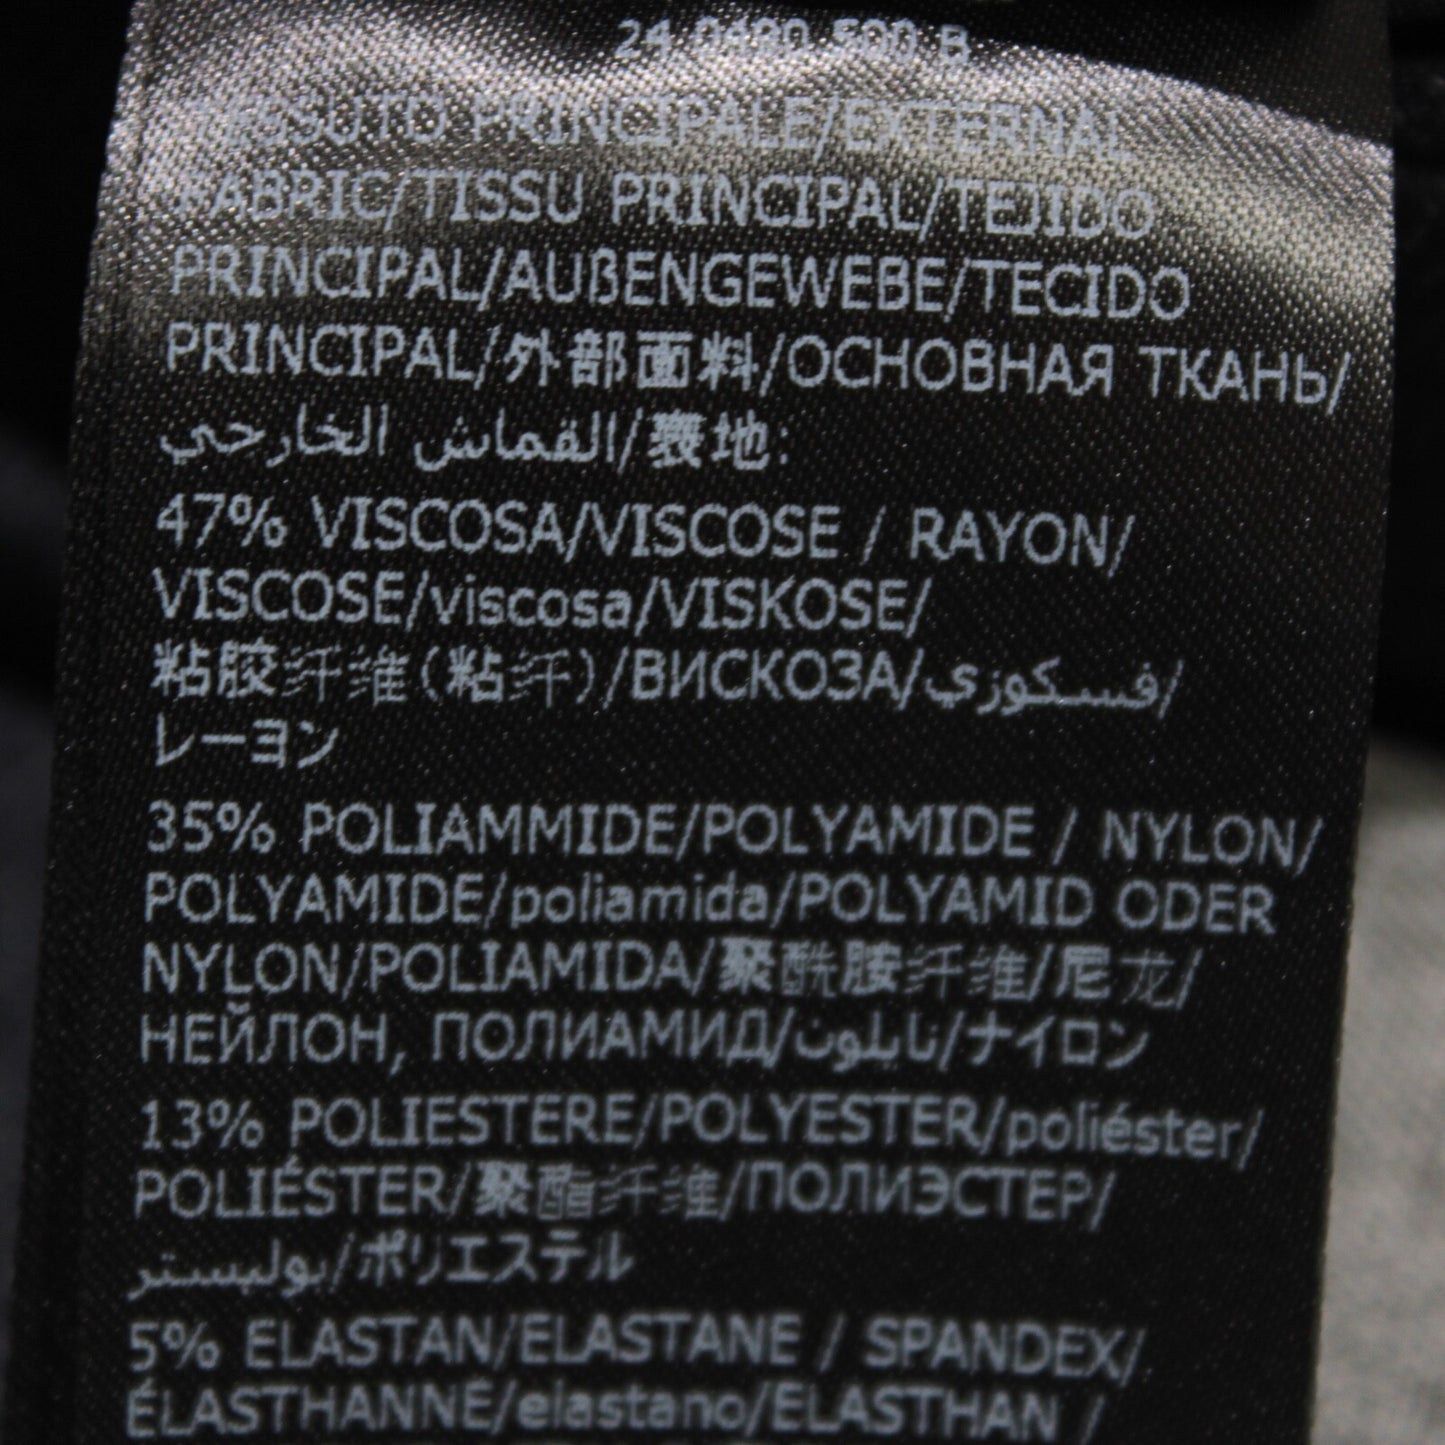 24 0490 500 B
TESSUTO PRINCIPALE/EXTERNAL
FABRIC/TISSU PRINCIPAL/TEJIDO
PRINCIPAL/AUßENGEWEBE/TECIDO
PRINCIPAL/外部面料/ОСНОВНАЯ ТКАНЬ/
القماش الخارجي/裏地:
47% VISCOSA/VISCOSE / RAYON/
VISCOSE/viscosa/VISKOSE/
粘胶纤维(粘纤)/ВИСКОЗА/فسكوزي/
レーヨン
35% POLIAMMIDE/POLYAMIDE / NYLON/
POLYAMIDE/poliamida/POLYAMID ODER
NYLON/POLIAMIDA/聚酰胺纤维/尼龙/
НЕЙЛОН, ПОЛИАМИД/نايلون/ナイロン
13% POLIESTERE/POLYESTER/poliéster/
POLIÉSTER/聚酯纤维/ПОЛИЭСТЕР/
بوليستر/ポリエステル
5% ELASTAN/ELASTANE / SPANDEX/
ÉLASTHANNE/elastano/ELASTHAN /